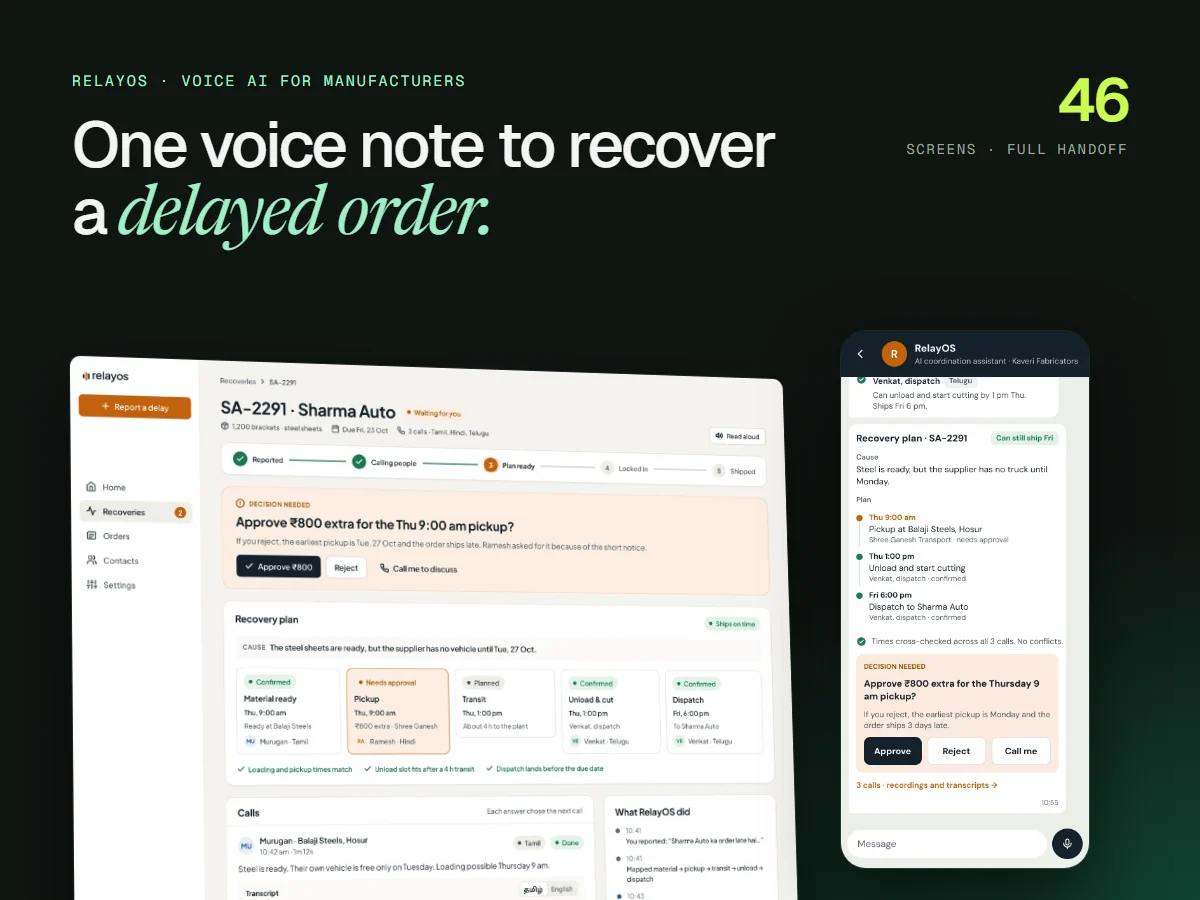 RELAYOS · VOICE AI FOR MANUFACTURERS
One voice note to recover
a delayed order.
46
SCREENS · FULL HANDOFF
relayos
+ Report a delay
Home
Recoveries 2
Orders
Contacts
Settings
Recoveries > SA-2291
SA-2291 · Sharma Auto
Waiting for you
1,200 brackets · steel sheets
Due Fri, 23 Oct
3 calls · Tamil, Hindi, Telugu
Read aloud
Reported
Calling people
3 Plan ready
4 Locked in
5 Shipped
DECISION NEEDED
Approve ₹800 extra for the Thu 9:00 am pickup?
If you reject, the earliest pickup is Tue, 27 Oct and the order ships late. Ramesh asked for it because of the short notice.
Approve ₹800
Reject
Call me to discuss
Recovery plan
Ships on time
CAUSE The steel sheets are ready, but the supplier has no vehicle until Tue, 27 Oct.
Confirmed
Material ready
Thu, 9:00 am
Ready at Balaji Steels
MU Murugan · Tamil
Needs approval
Pickup
Thu, 9:00 am
₹800 extra · Shree Ganesh
RA Ramesh · Hindi
Planned
Transit
Thu, 1:00 pm
About 4 h to the plant
Confirmed
Unload & cut
Thu, 1:00 pm
Venkat, dispatch
VE Venkat · Telugu
Confirmed
Dispatch
Fri, 6:00 pm
To Sharma Auto
VE Venkat · Telugu
Loading and pickup times match
Unload slot fits after a 4 h transit
Dispatch lands before the due date
Calls
Each answer chose the next call
MU
Murugan · Balaji Steels, Hosur
10:42 am · 1m 12s
Tamil
Done
Steel is ready. Their own vehicle is free only on Tuesday. Loading possible Thursday 9 am.
Transcript
தமிழ் English
What RelayOS did
10:41
You reported: "Sharma Auto ka order late hai..."
10:41
Mapped material → pickup → transit → unload →
dispatch
10:43
R
RelayOS
AI coordination assistant · Kaveri Fabricators
Venkat, dispatch Telugu
Can unload and start cutting by 1 pm Thu.
Ships Fri 6 pm.
Recovery plan · SA-2291
Can still ship Fri
Cause
Steel is ready, but the supplier has no truck until
Monday.
Plan
Thu 9:00 am
Pickup at Balaji Steels, Hosur
Shree Ganesh Transport · needs approval
Thu 1:00 pm
Unload and start cutting
Venkat, dispatch · confirmed
Fri 6:00 pm
Dispatch to Sharma Auto
Venkat, dispatch · confirmed
Times cross-checked across all 3 calls. No conflicts.
DECISION NEEDED
Approve ₹800 extra for the Thursday 9
am pickup?
If you reject, the earliest pickup is Monday and the
order ships 3 days late.
Approve
Reject
Call me
3 calls · recordings and transcripts →
10:55
Message